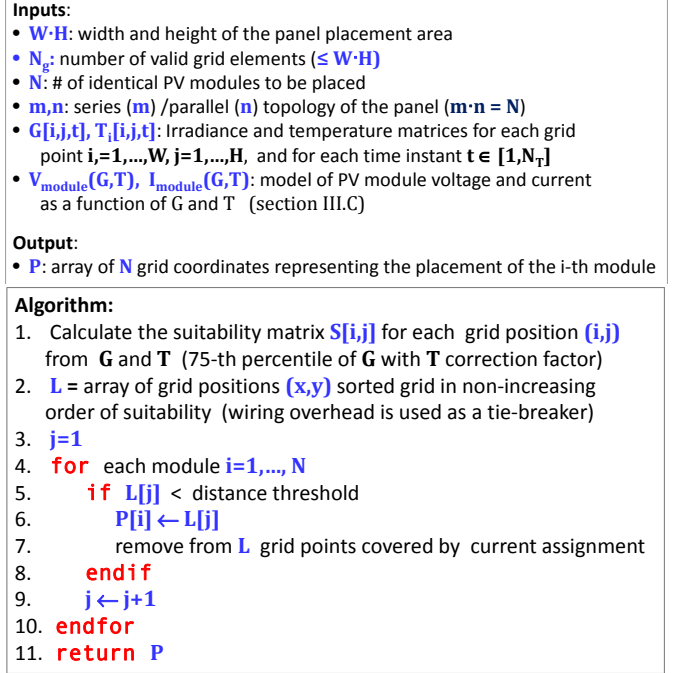 Inputs:
• W·H: width and height of the panel placement area
• Ng: number of valid grid elements (≤ W·H)
• N: # of identical PV modules to be placed
• m,n: series (m) /parallel (n) topology of the panel (m·n = N)
• G[i,j,t], Ti[i,j,t]: Irradiance and temperature matrices for each grid
point i,=1,...,W, j=1,...,H, and for each time instant t ∈ [1,NT]
• Vmodule(G,T), Imodule(G,T): model of PV module voltage and current
as a function of G and T (section III.C)
Output:
• P: array of N grid coordinates representing the placement of the i-th module
Algorithm:
1. Calculate the suitability matrix S[i,j] for each grid position (i,j)
from G and T (75-th percentile of G with T correction factor)
2. L = array of grid positions (x,y) sorted grid in non-increasing
order of suitability (wiring overhead is used as a tie-breaker)
3. j=1
4. for each module i=1,..., N
5. if L[j] < distance threshold
6. P[i] ← L[j]
7. remove from L grid points covered by current assignment
8. endif
9. j ← j+1
10. endfor
11. return P